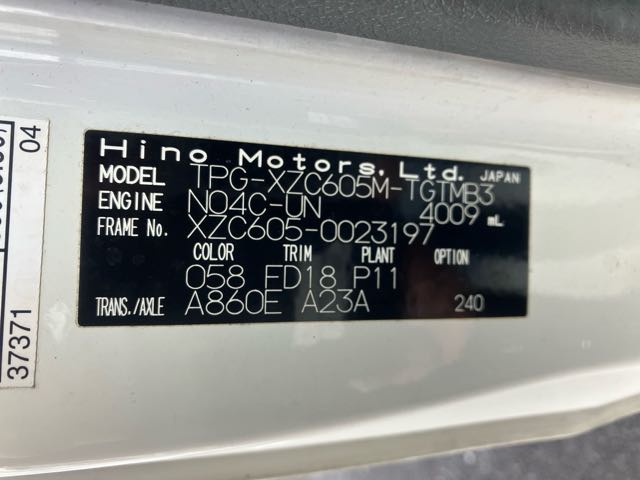 Hino Motors, Ltd. JAPAN
MODEL TPG-XZC605M-TGTMB3
ENGINE N04C-UN 4009 mL
FRAME No. XZC605-0023197
COLOR TRIM PLANT OPTION
058 FD18 P11
TRANS./AXLE A860E A23A 240
04
37371